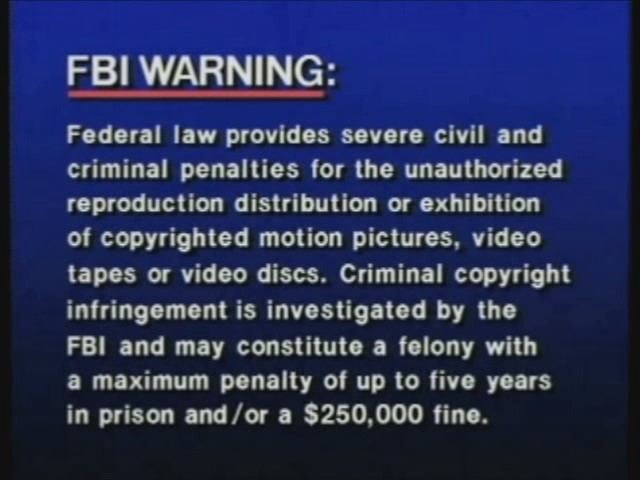 FBI WARNING:
Federal law provides severe civil and
criminal penalties for the unauthorized
reproduction distribution or exhibition
of copyrighted motion pictures, video
tapes or video discs. Criminal copyright
infringement is investigated by the
FBI and may constitute a felony with
a maximum penalty of up to five years
in prison and/or a $250,000 fine.